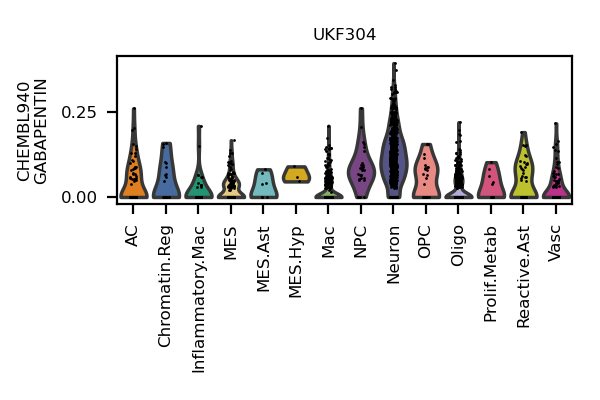 UKF304
CHEMBL940
GABAPENTIN
0.25
0.00
AC
Chromatin.Reg
Inflammatory.Mac
MES
MES.Ast
MES.Hyp
Mac
NPC
Neuron
OPC
Oligo
Prolif.Metab
Reactive.Ast
Vasc